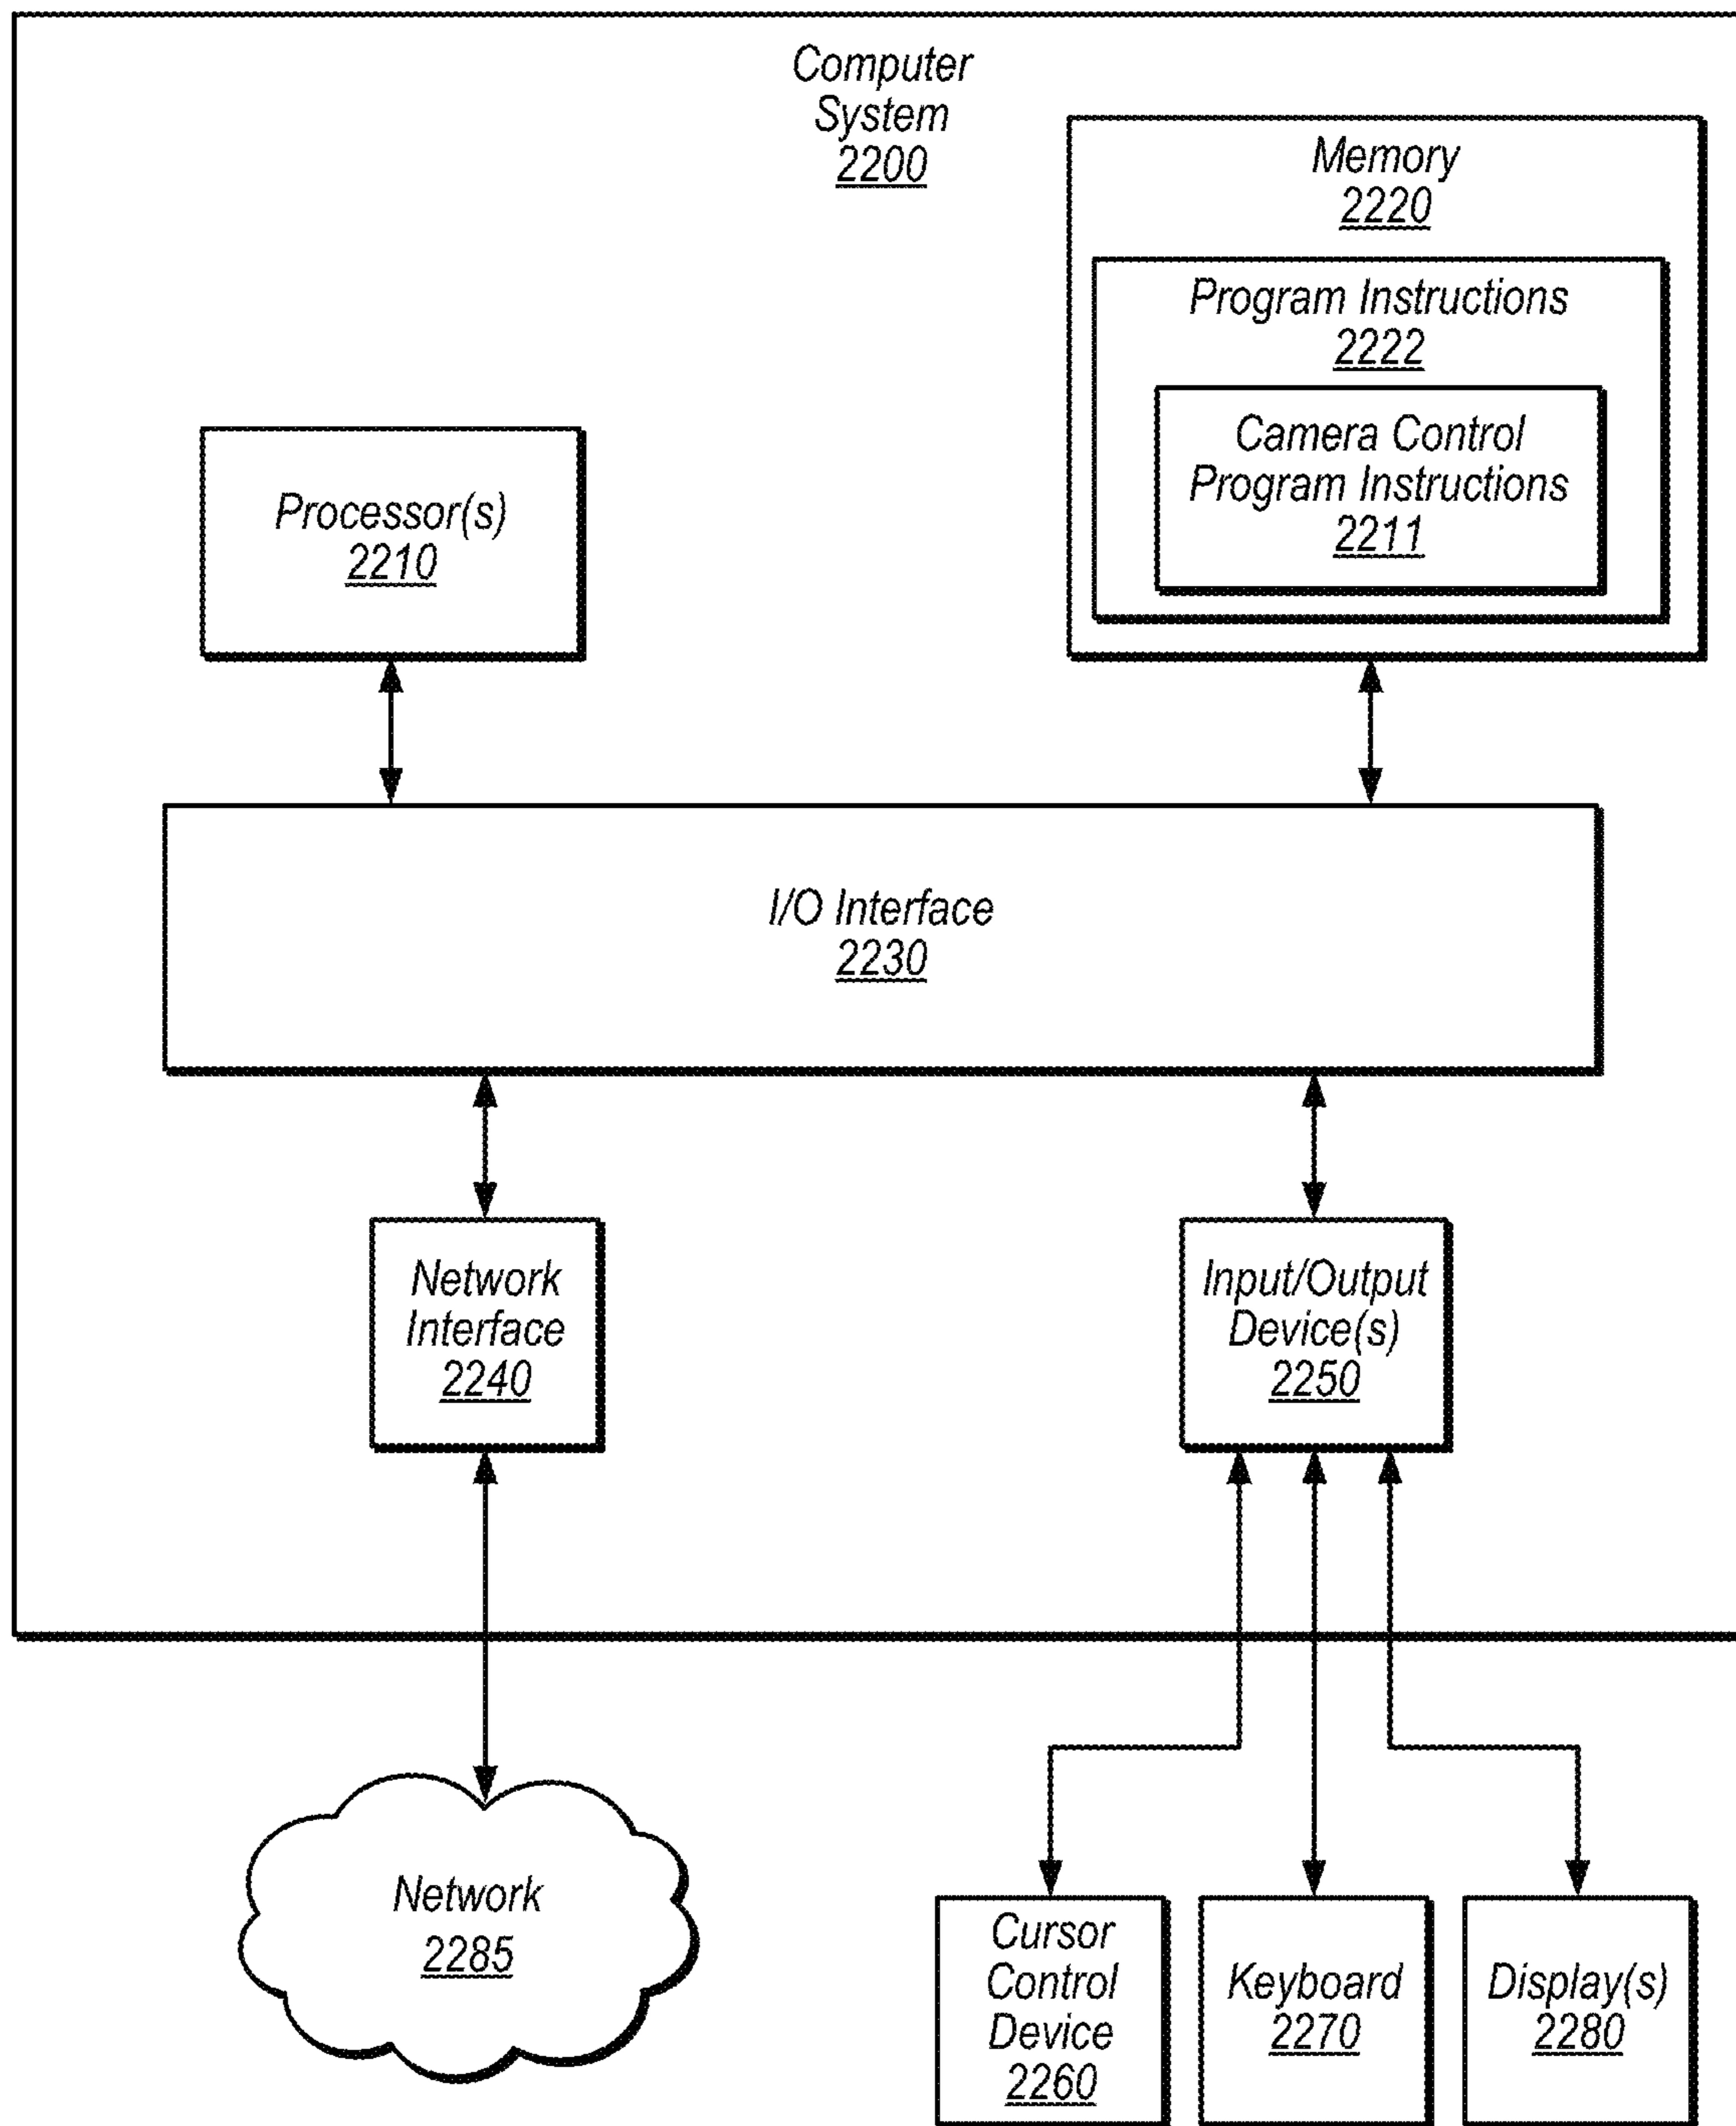 Computer
System
2200
Memory
2220
Program Instructions
2222
Camera Control
Program Instructions
2211
Processor(s)
2210
I/O Interface
2230
Network
Interface
2240
Input/Output
Device(s)
2250
Network
2285
Cursor
Control
Device
2260
Keyboard
2270
Display(s)
2280